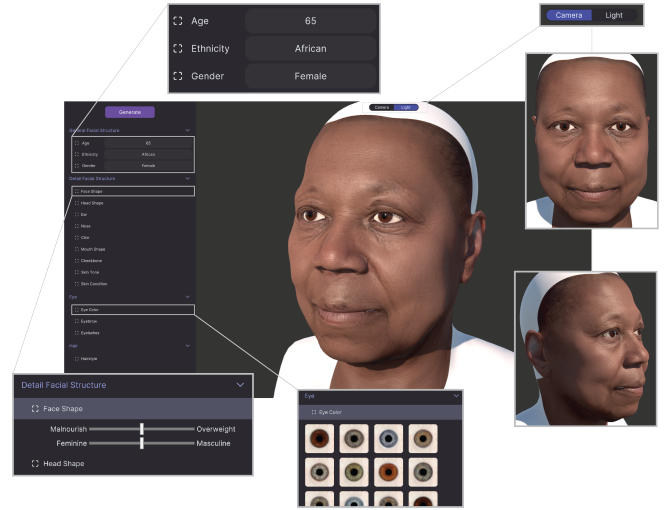 Age 65
Ethnicity African
Gender Female
Camera Light
Camera Light
Generate
General Facial Structure
Age 65
Ethnicity African
Gender Female
Detail Facial Structure
Face Shape
Head Shape
Ear
Nose
Chin
Mouth Shape
Cheekbone
Skin Tone
Skin Condition
Eye
Eye Color
Eyebrow
Eyelashes
Hair
Hairstyle
Detail Facial Structure
Face Shape
Malnourish Overweight
Feminine Masculine
Head Shape
Eye
Eye Color